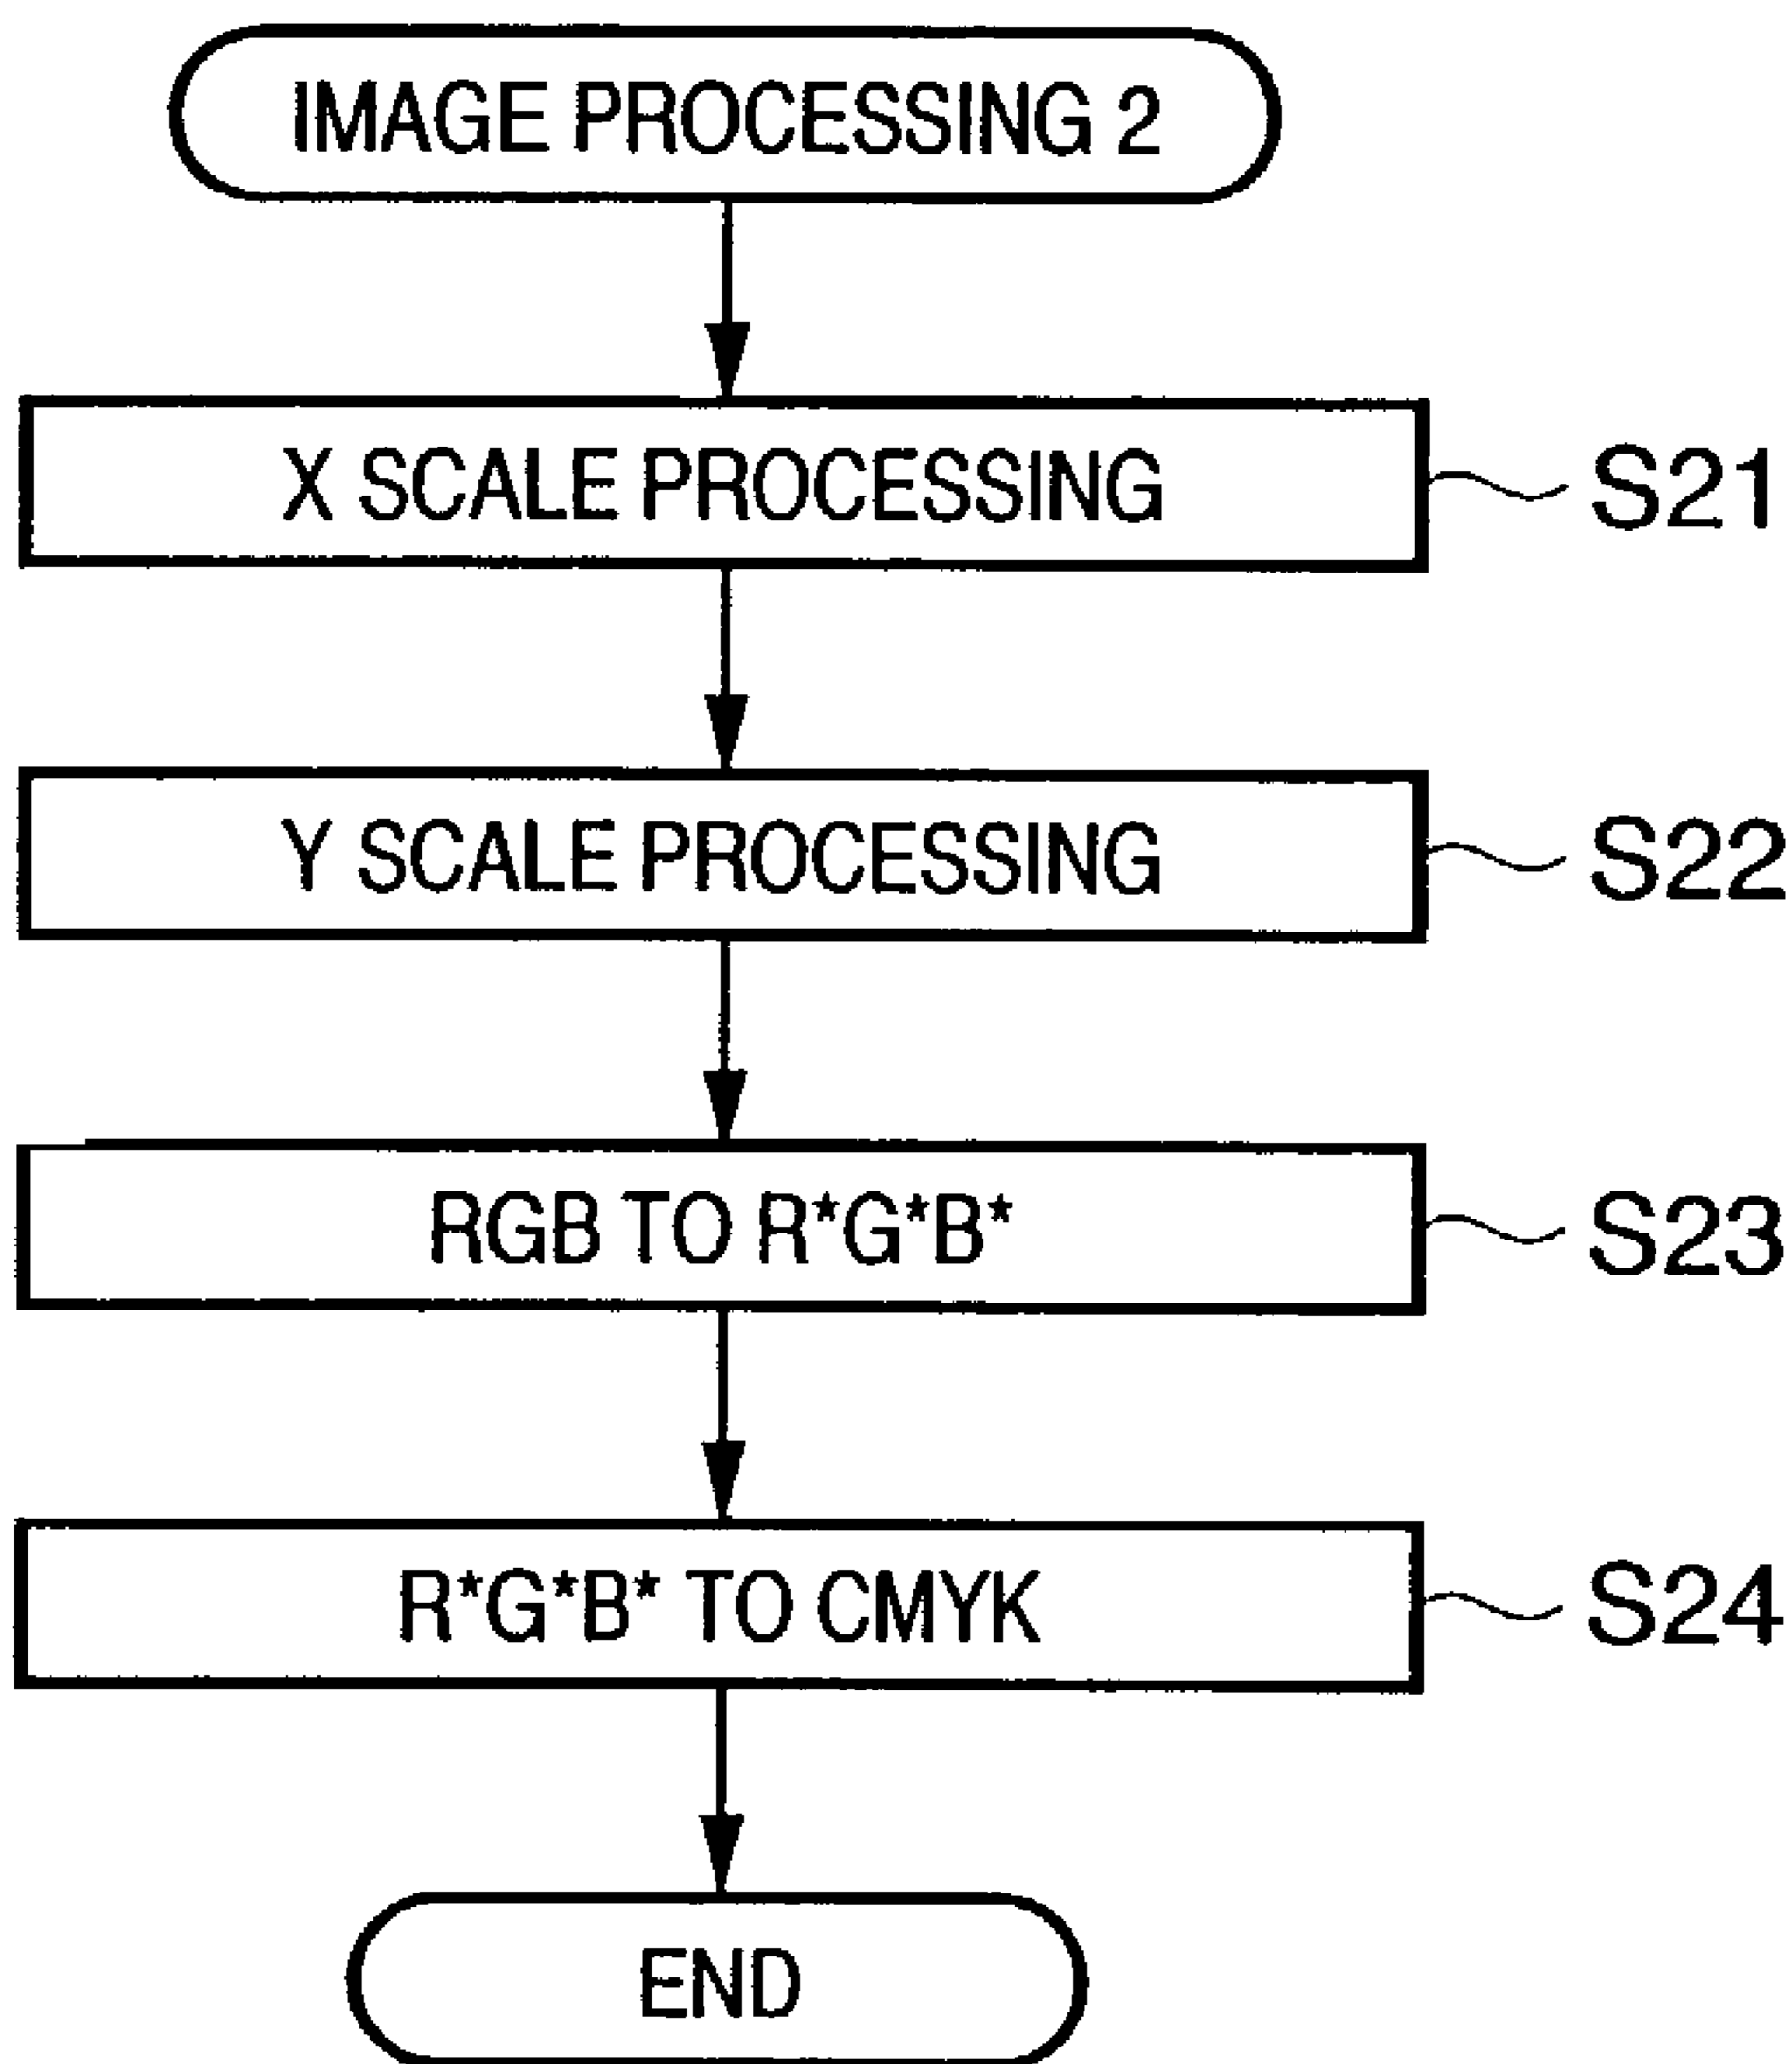 IMAGE PROCESSING 2
X SCALE PROCESSING S21
Y SCALE PROCESSING S22
RGB TO R*G*B* S23
R*G*B* TO CMYK S24
END